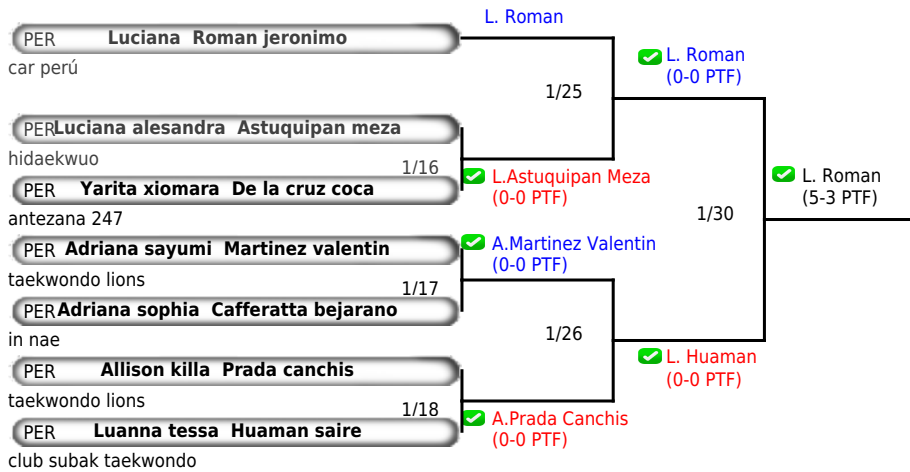 L. Roman
PER Luciana Roman jeronimo
car perú
L. Roman
(0-0 PTF)
1/25
PER Luciana alesandra Astuquipan meza
hidaekwuo
1/16
L.Astuquipan Meza
(0-0 PTF)
PER Yarita xiomara De la cruz coca
antezana 247
L. Roman
(5-3 PTF)
1/30
PER Adriana sayumi Martinez valentin
taekwondo lions
A.Martinez Valentin
(0-0 PTF)
1/17
PER Adriana sophia Cafferatta bejarano
in nae
1/26
L. Huaman
(0-0 PTF)
PER Allison killa Prada canchis
taekwondo lions
1/18
A.Prada Canchis
(0-0 PTF)
PER Luanna tessa Huaman saire
club subak taekwondo